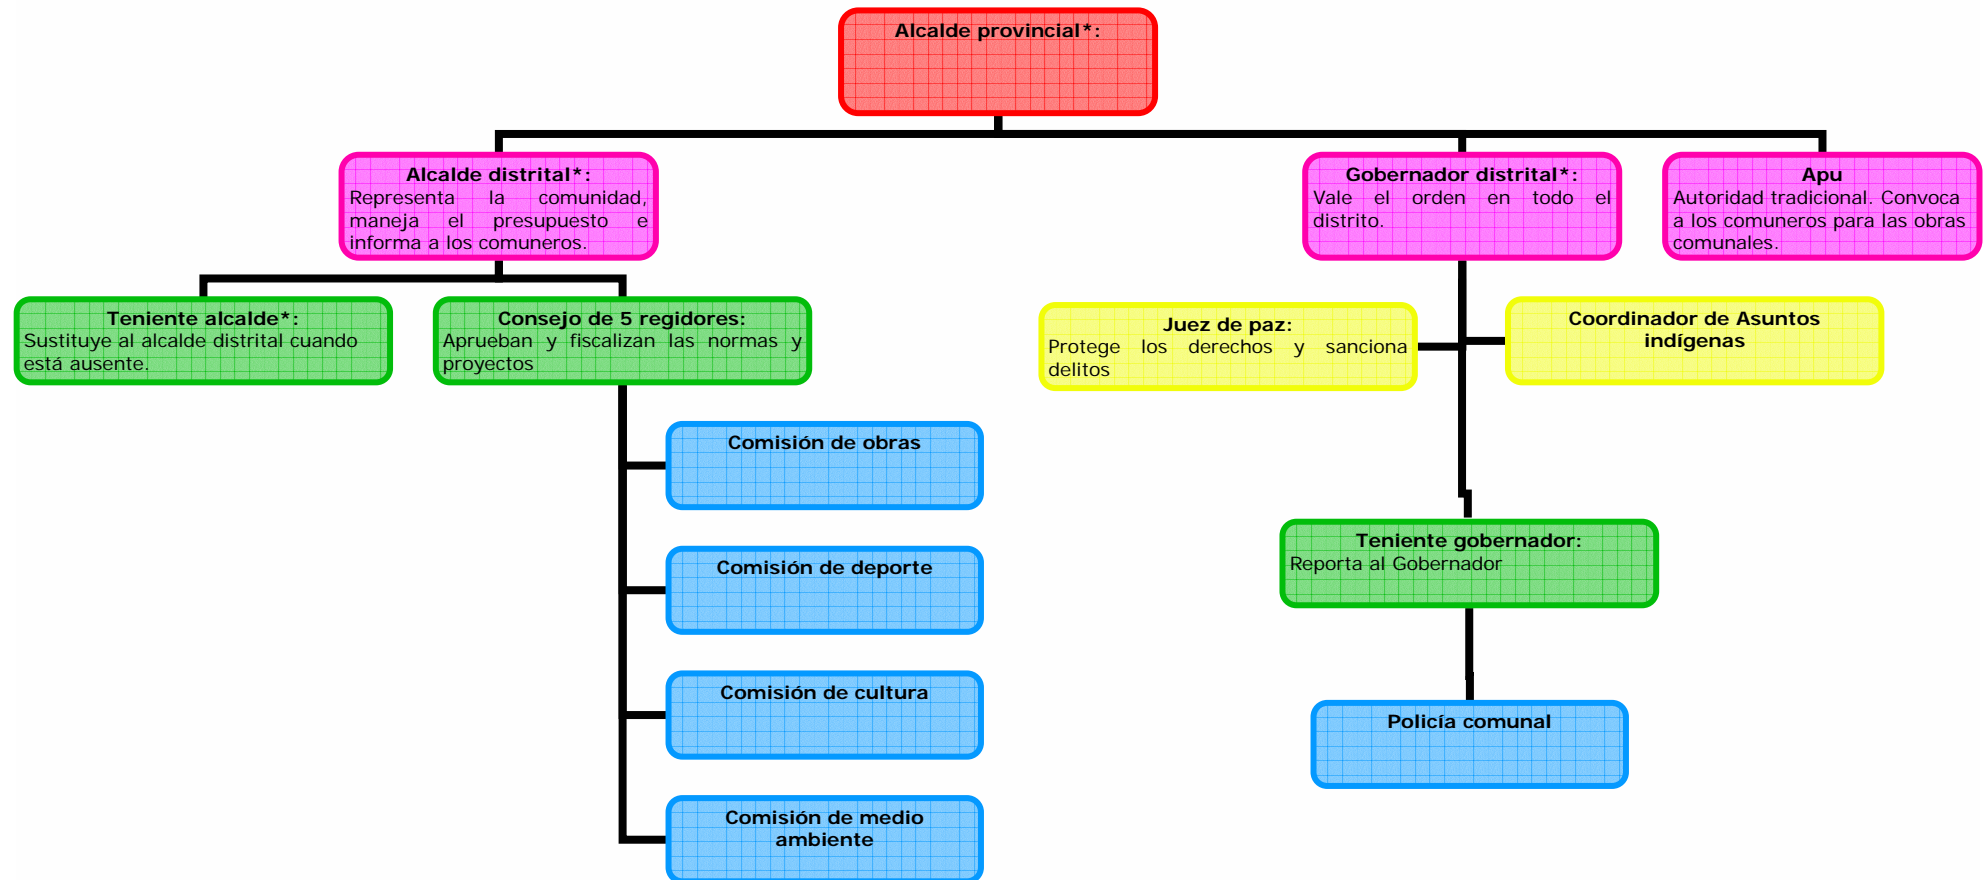 Alcalde provincial*:
Alcalde distrital*:
Representa la comunidad,
maneja el presupuesto e
informa a los comuneros.
Gobernador distrital*:
Vale el orden en todo el
distrito.
Apu
Autoridad tradicional. Convoca
a los comuneros para las obras
comunales.
Teniente alcalde*:
Sustituye al alcalde distrital cuando
está ausente.
Consejo de 5 regidores:
Aprueban y fiscalizan las normas y
proyectos
Juez de paz:
Protege los derechos y sanciona
delitos
Coordinador de Asuntos
indígenas
Comisión de obras
Comisión de deporte
Comisión de cultura
Comisión de medio
ambiente
Teniente gobernador:
Reporta al Gobernador
Policía comunal